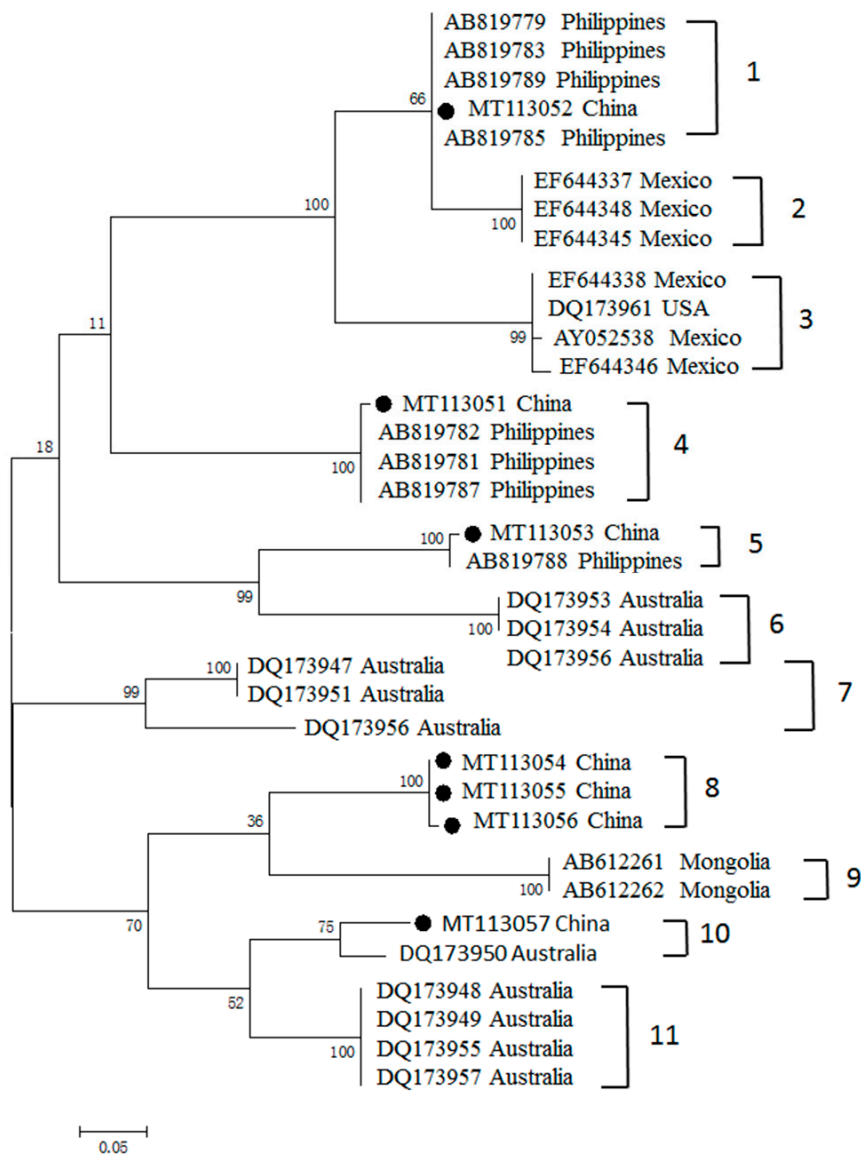 AB819779 Philippines
AB819783 Philippines
AB819789 Philippines
1
66
MT113052 China
AB819785 Philippines
EF644337 Mexico
EF644348 Mexico
2
100
EF644345 Mexico
100
EF644338 Mexico
DQ173961 USA
3
99
AY052538 Mexico
EF644346 Mexico
11
MT113051 China
AB819782 Philippines
4
100
AB819781 Philippines
AB819787 Philippines
18
100
MT113053 China
5
AB819788 Philippines
99
DQ173953 Australia
100
DQ173954 Australia
6
DQ173956 Australia
100
DQ173947 Australia
99
DQ173951 Australia
7
DQ173956 Australia
MT113054 China
100
MT113055 China
8
36
MT113056 China
AB612261 Mongolia
9
100
AB612262 Mongolia
70
75
MT113057 China
10
DQ173950 Australia
52
DQ173948 Australia
DQ173949 Australia
11
100
DQ173955 Australia
DQ173957 Australia
0.05